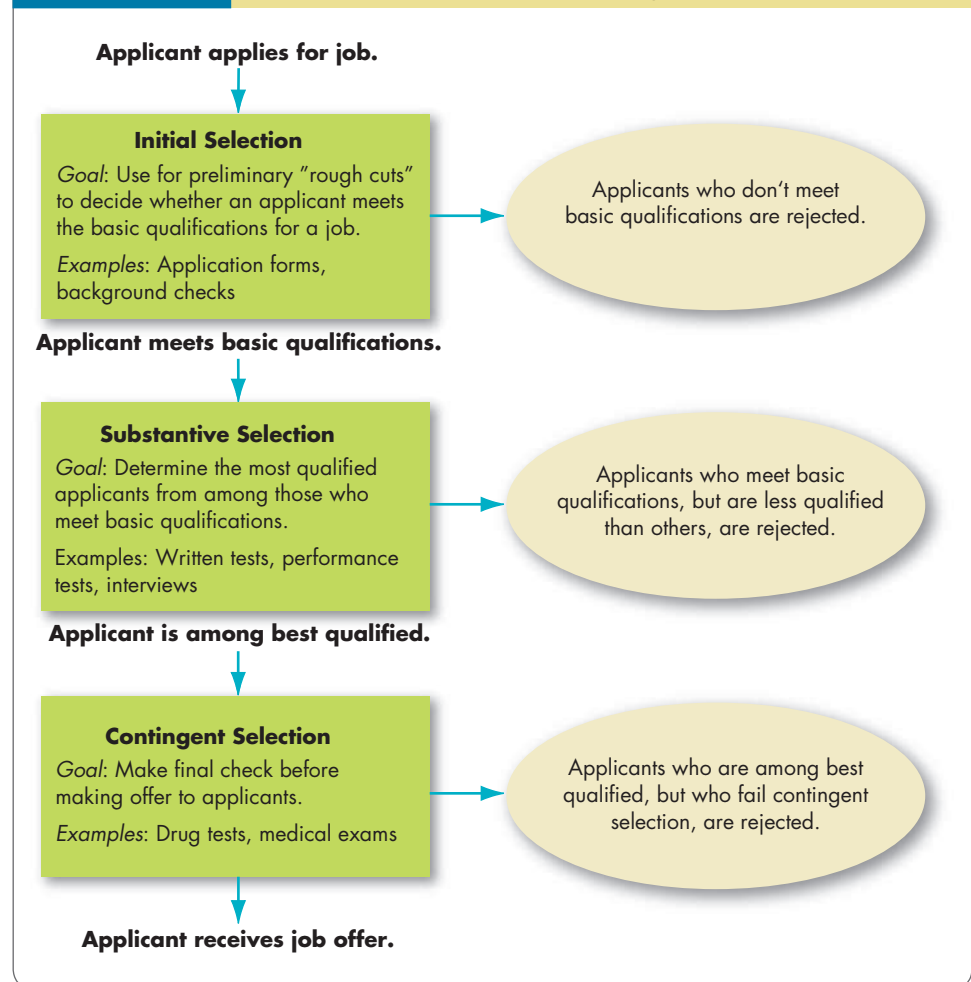 Applicant applies for job.
Initial Selection
Goal: Use for preliminary "rough cuts"
to decide whether an applicant meets
the basic qualifications for a job.
Examples: Application forms,
background checks
Applicants who don't meet
basic qualifications are rejected.
Applicant meets basic qualifications.
Substantive Selection
Goal: Determine the most qualified
applicants from among those who
meet basic qualifications.
Examples: Written tests, performance
tests, interviews
Applicants who meet basic
qualifications, but are less qualified
than others, are rejected.
Applicant is among best qualified.
Contingent Selection
Goal: Make final check before
making offer to applicants.
Examples: Drug tests, medical exams
Applicants who are among best
qualified, but who fail contingent
selection, are rejected.
Applicant receives job offer.